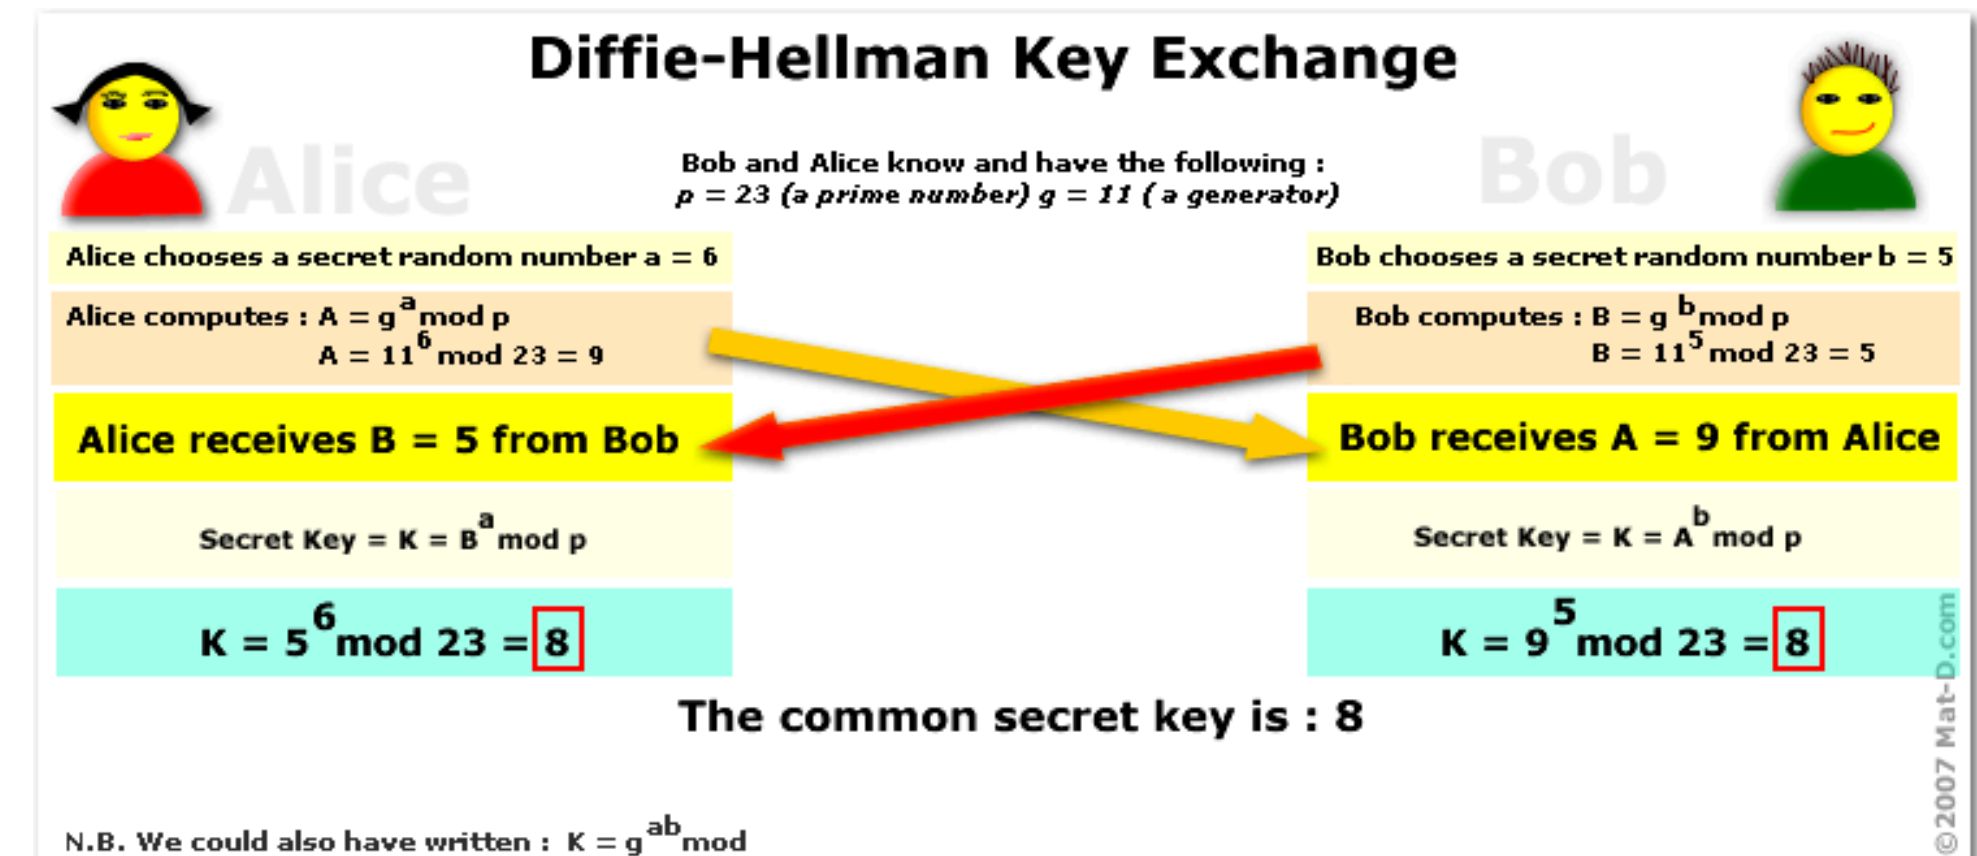 Diffie-Hellman Key Exchange
Alice
Bob
Bob and Alice know and have the following :
p = 23 (a prime number) g = 11 ( a generator)
Alice chooses a secret random number a = 6
Bob chooses a secret random number b = 5
Alice computes : A = g^a mod p
A = 11^6 mod 23 = 9
Bob computes : B = g^b mod p
B = 11^5 mod 23 = 5
Alice receives B = 5 from Bob
Bob receives A = 9 from Alice
Secret Key = K = B^a mod p
Secret Key = K = A^b mod p
K = 5^6 mod 23 = 8
K = 9^5 mod 23 = 8
The common secret key is : 8
N.B. We could also have written : K = g^ab mod
©2007 Mat-D.com